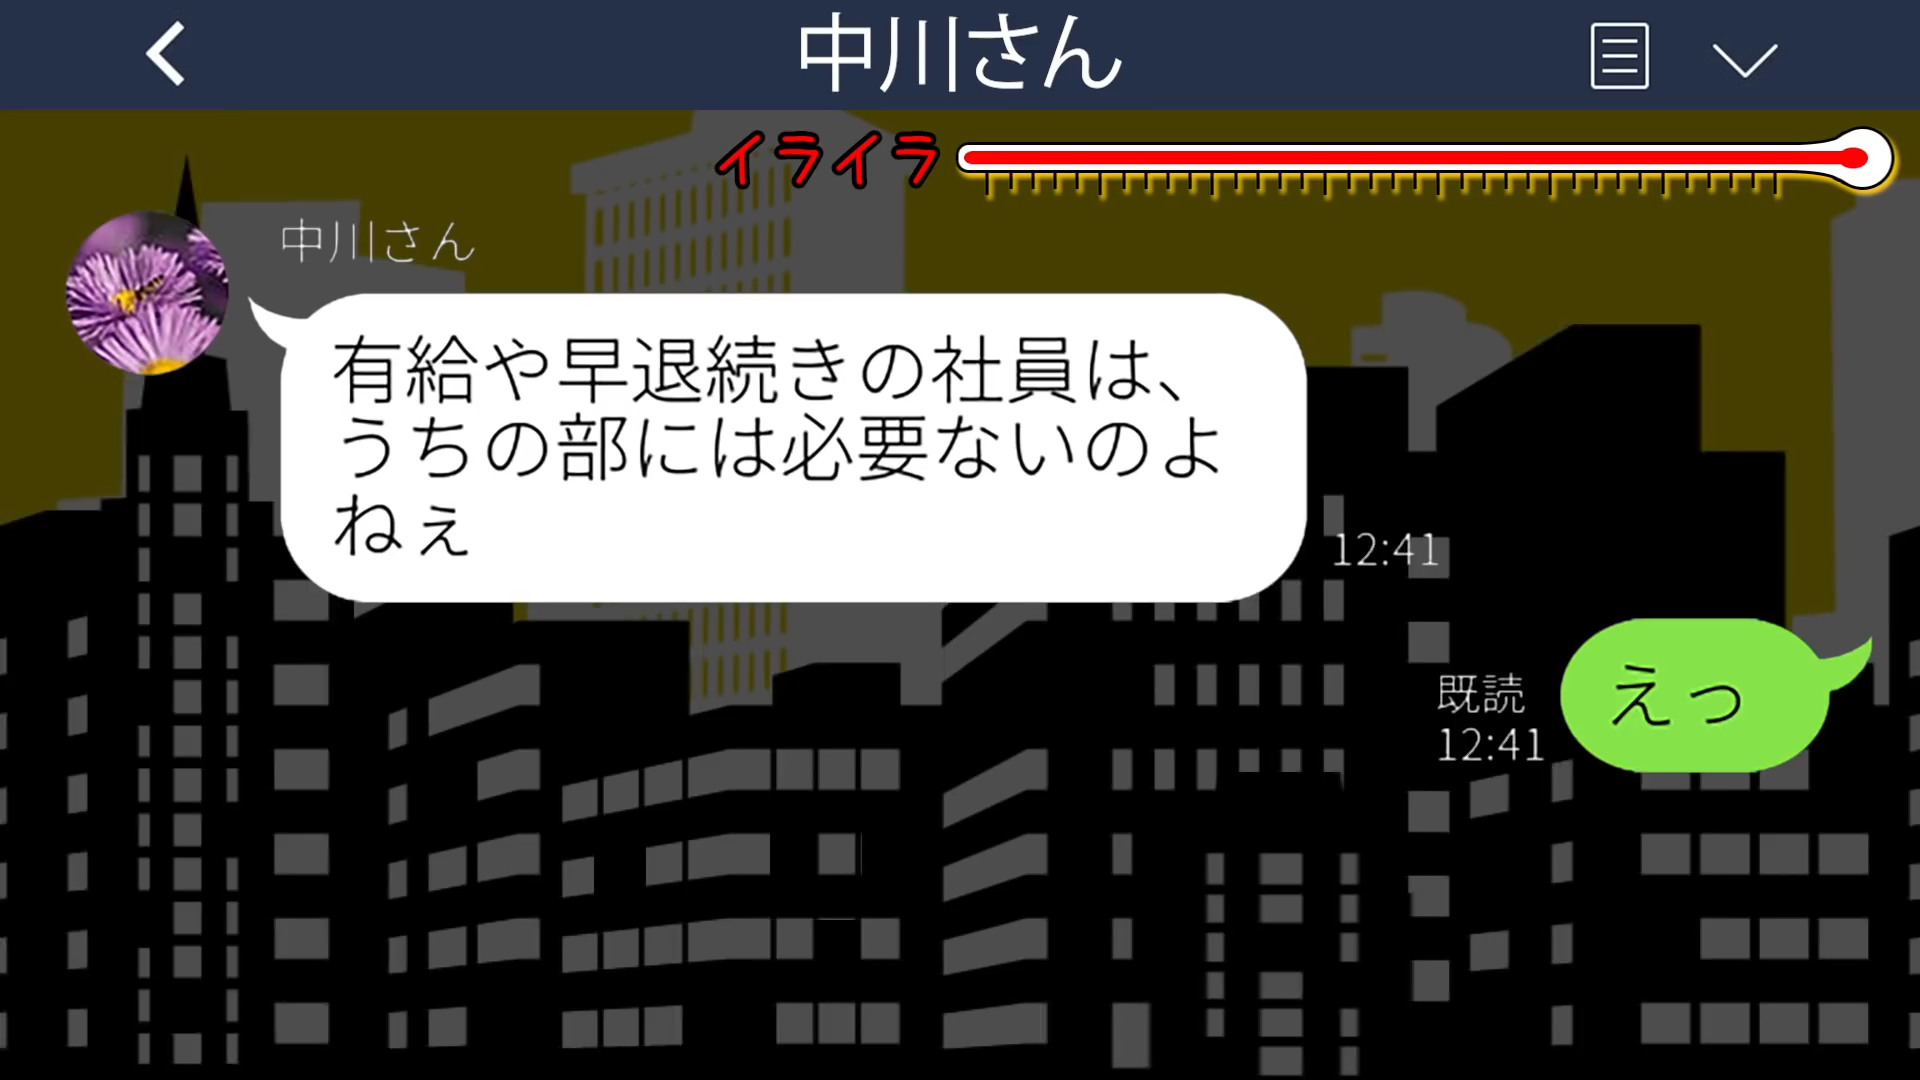 中川さん
イライラ
中川さん
有給や早退続きの社員は、
うちの部には必要ないのよ
ねぇ
12:41
えっ
既読
12:41